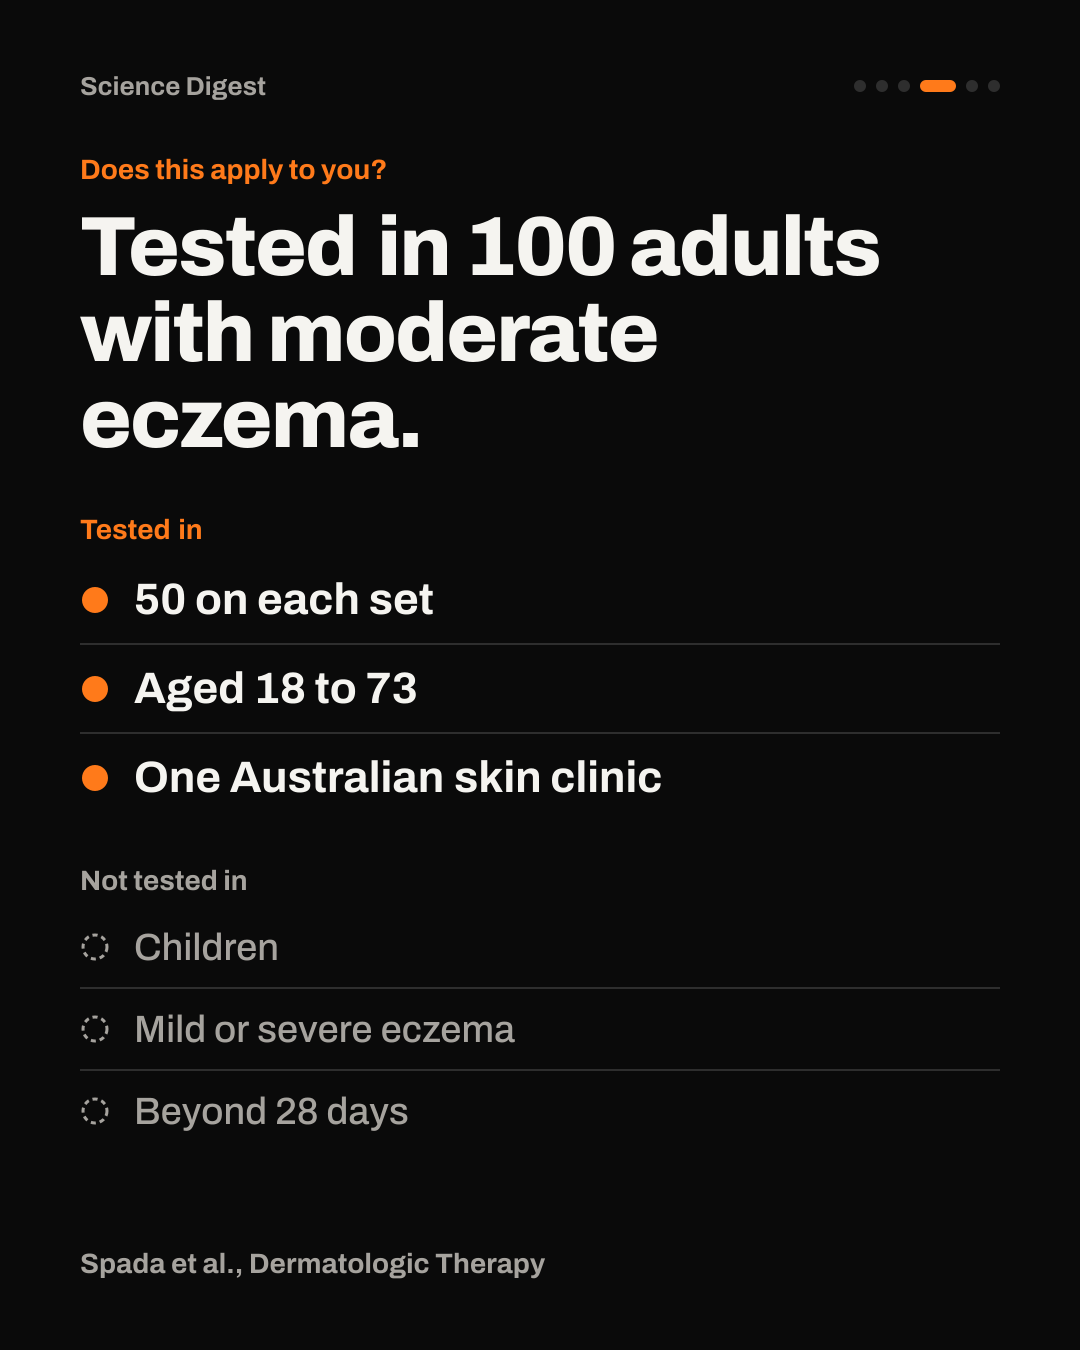 Science Digest
Does this apply to you?
Tested in 100 adults
with moderate
eczema.
Tested in
50 on each set
Aged 18 to 73
One Australian skin clinic
Not tested in
Children
Mild or severe eczema
Beyond 28 days
Spada et al., Dermatologic Therapy